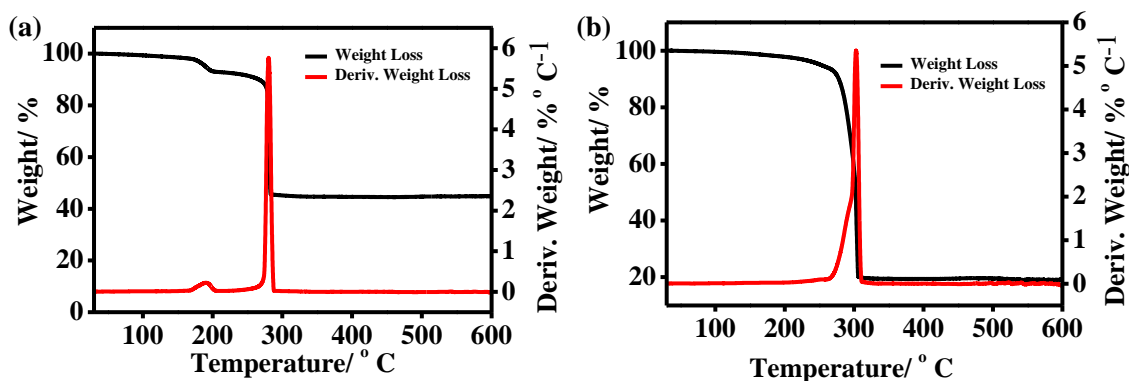 (a)
Weight/ %
100
80
60
40
20
0
Weight Loss
Deriv. Weight Loss
6
5
4
3
2
1
0
Deriv. Weight/ % ° C-1
100 200 300 400 500 600
Temperature/ ° C
(b)
Weight/ %
100
80
60
40
20
Weight Loss
Deriv. Weight Loss
6
5
4
3
2
1
0
Deriv. Weight/ % ° C-1
100 200 300 400 500 600
Temperature/ ° C